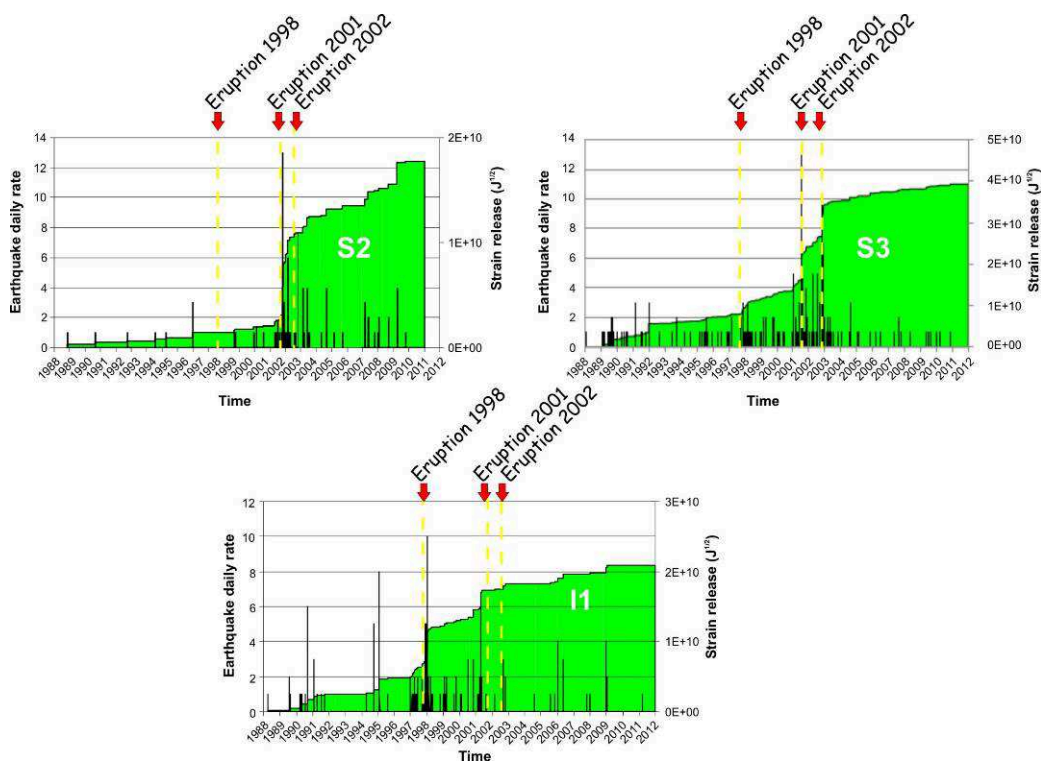 Eruption 1998
Eruption 2001
Eruption 2002
14
12
10
8
6
4
2
0
Earthquake daily rate
2E+10
1E+10
0E+00
Strain release (J1/2)
S2
1988
1989
1990
1991
1992
1993
1994
1995
1996
1997
1998
1999
2000
2001
2002
2003
2004
2005
2006
2007
2008
2009
2010
2011
2012
Time
Eruption 1998
Eruption 2001
Eruption 2002
14
12
10
8
6
4
2
0
Earthquake daily rate
5E+10
4E+10
3E+10
2E+10
1E+10
0E+00
Strain release (J1/2)
S3
1988
1989
1990
1991
1992
1993
1994
1995
1996
1997
1998
1999
2000
2001
2002
2003
2004
2005
2006
2007
2008
2009
2010
2011
2012
Time
Eruption 1998
Eruption 2001
Eruption 2002
12
10
8
6
4
2
0
Earthquake daily rate
3E+10
2E+10
1E+10
0E+00
Strain release (J1/2)
I1
1988
1989
1990
1991
1992
1993
1994
1995
1996
1997
1998
1999
2000
2001
2002
2003
2004
2005
2006
2007
2008
2009
2010
2011
2012
Time